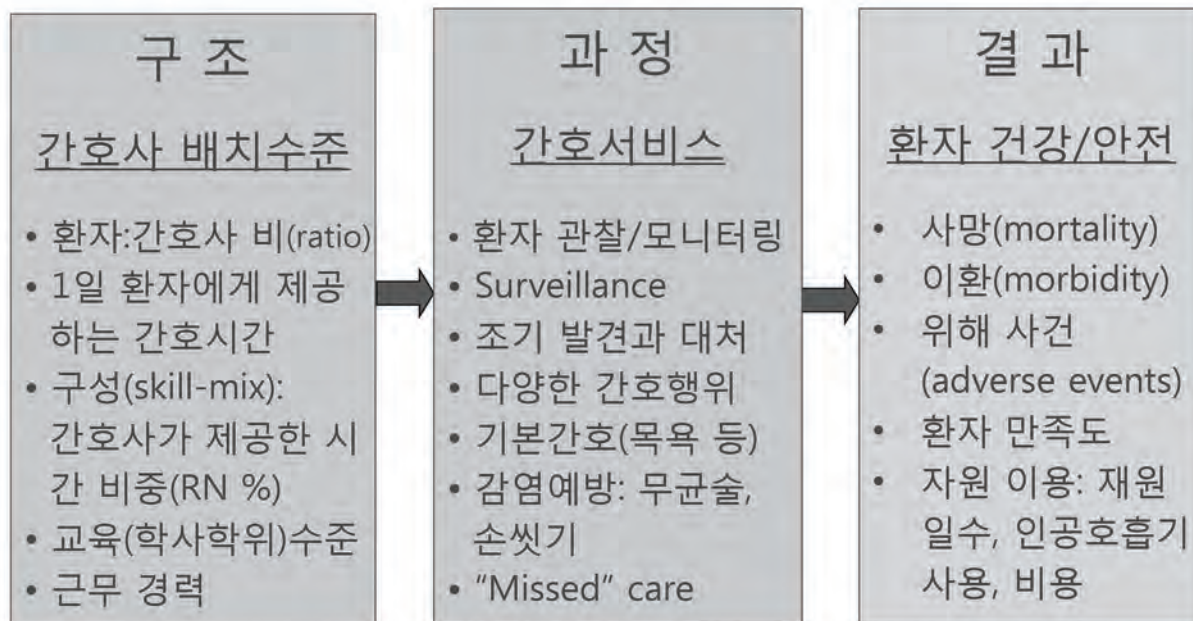 구 조
간호사 배치수준
• 환자:간호사 비(ratio)
• 1일 환자에게 제공
하는 간호시간
• 구성(skill-mix):
간호사가 제공한 시
간 비중(RN %)
• 교육(학사학위)수준
• 근무 경력
과 정
간호서비스
• 환자 관찰/모니터링
• Surveillance
• 조기 발견과 대처
• 다양한 간호행위
• 기본간호(목욕 등)
• 감염예방: 무균술,
손씻기
• “Missed” care
결 과
환자 건강/안전
• 사망(mortality)
• 이환(morbidity)
• 위해 사건
(adverse events)
• 환자 만족도
• 자원 이용: 재원
일수, 인공호흡기
사용, 비용